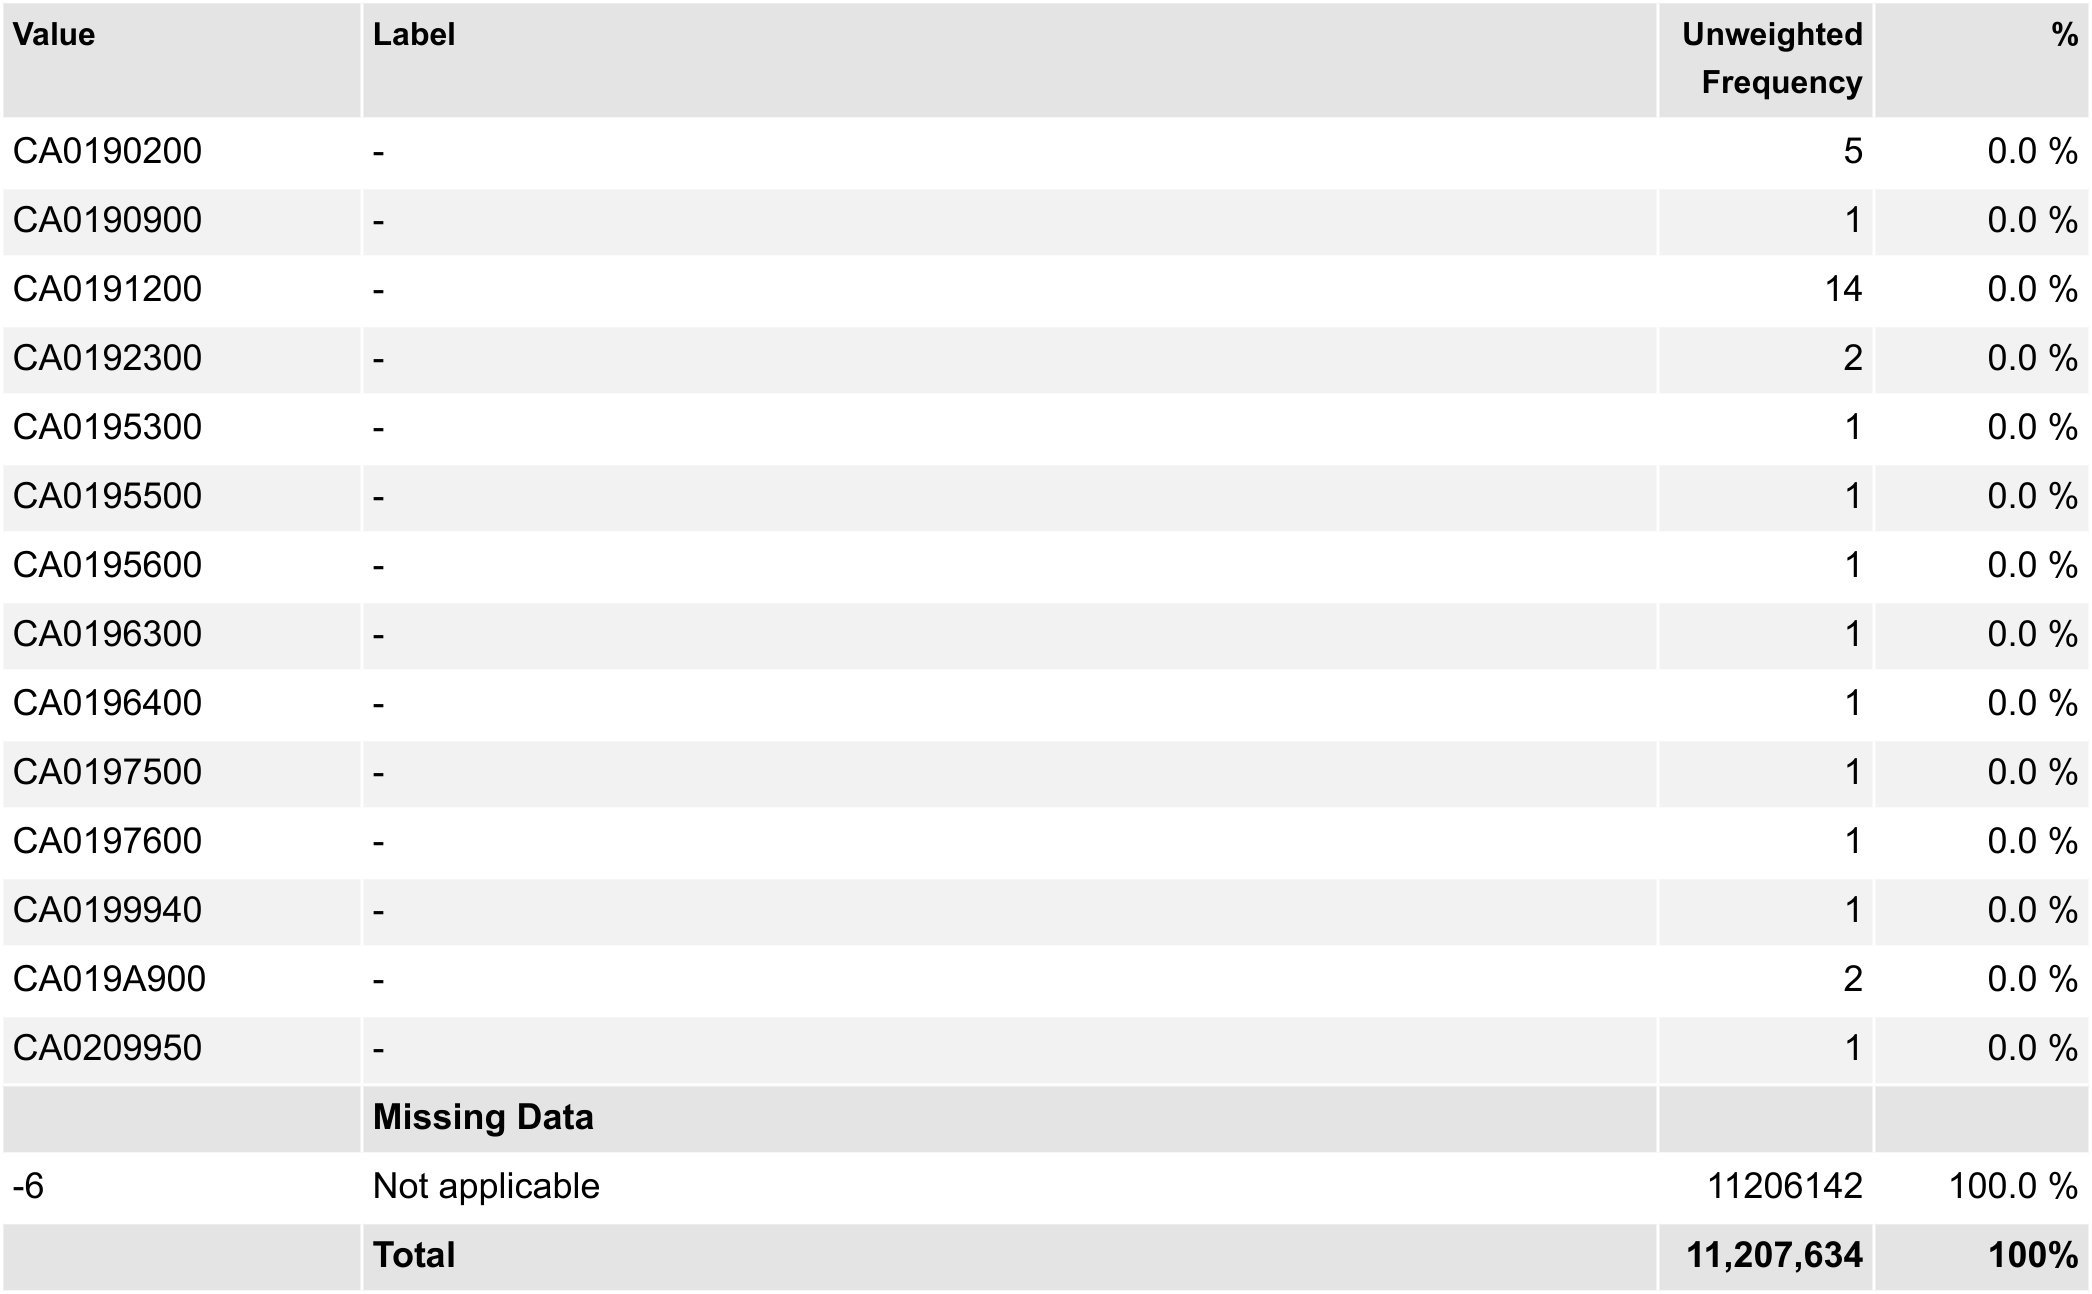 Value Label Unweighted Frequency %
CA0190200 - 5 0.0 %
CA0190900 - 1 0.0 %
CA0191200 - 14 0.0 %
CA0192300 - 2 0.0 %
CA0195300 - 1 0.0 %
CA0195500 - 1 0.0 %
CA0195600 - 1 0.0 %
CA0196300 - 1 0.0 %
CA0196400 - 1 0.0 %
CA0197500 - 1 0.0 %
CA0197600 - 1 0.0 %
CA0199940 - 1 0.0 %
CA019A900 - 2 0.0 %
CA0209950 - 1 0.0 %
Missing Data
-6 Not applicable 11206142 100.0 %
Total 11,207,634 100%